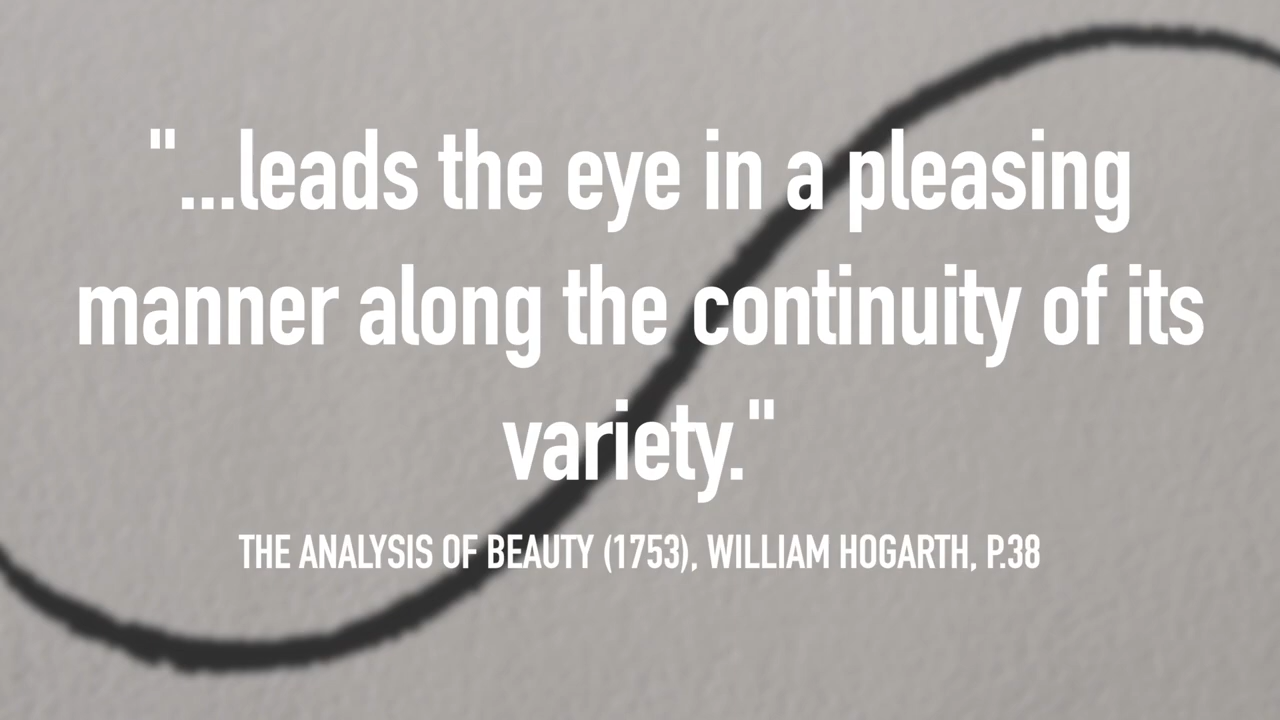 "...leads the eye in a pleasing
manner along the continuity of its
variety."
THE ANALYSIS OF BEAUTY (1753), WILLIAM HOGARTH, P.38